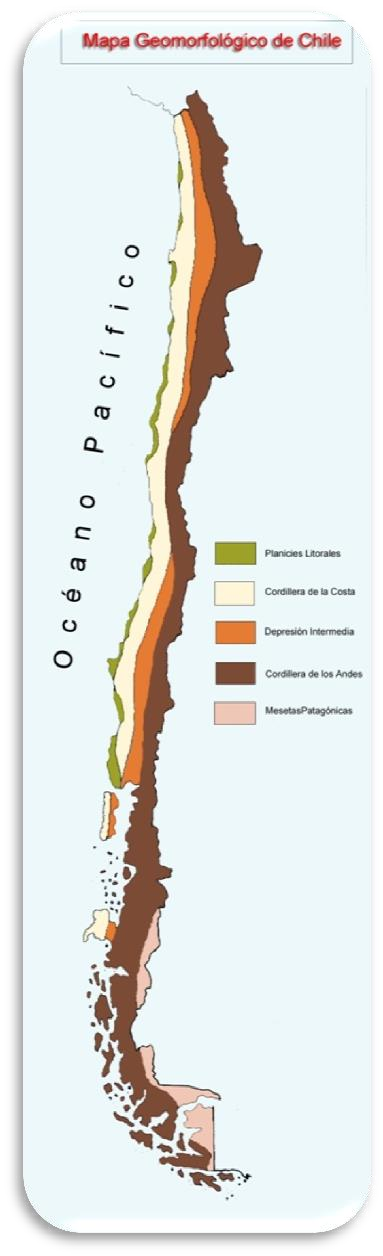 Mapa Geomorfológico de Chile
Océano Pacífico
Planicies Litorales
Cordillera de la Costa
Depresión Intermedia
Cordillera de los Andes
MesetasPatagónicas